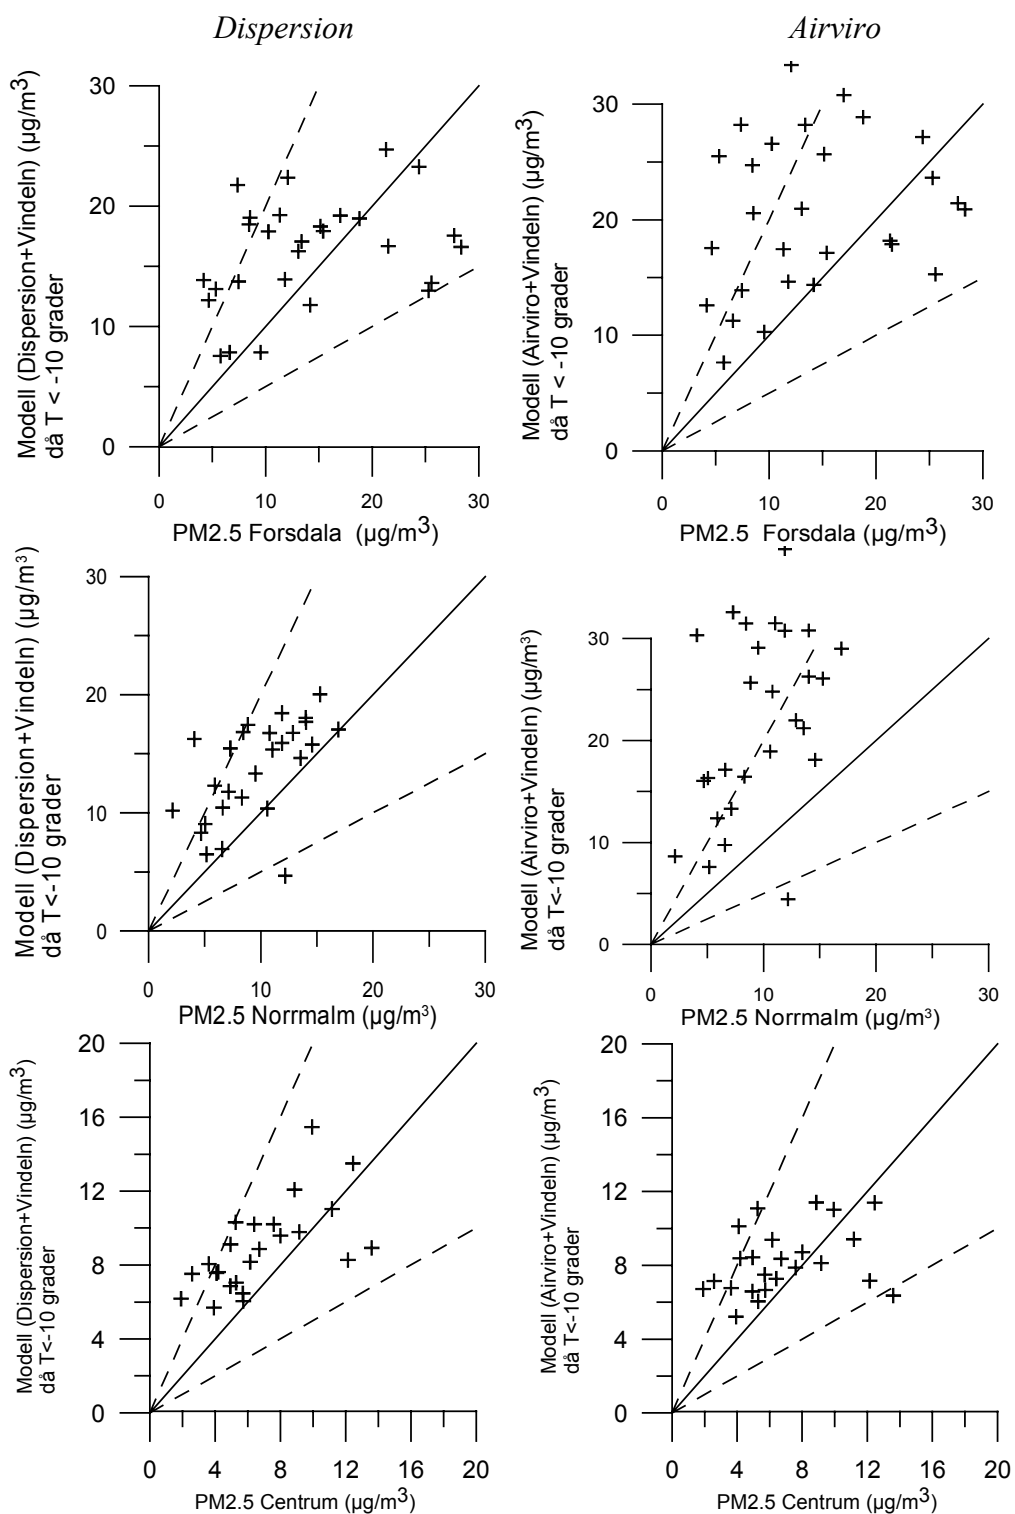 Dispersion
Airviro
Modell (Dispersion+Vindeln) (µg/m3)
då T < -10 grader
30
20
10
0
0 10 20 30
PM2.5 Forsdala (µg/m3)
Modell (Airviro+Vindeln) (µg/m3)
då T < -10 grader
30
20
10
0
0 10 20 30
PM2.5 Forsdala (µg/m3)
Modell (Dispersion+Vindeln) (µg/m3)
då T<-10 grader
30
20
10
0
0 10 20 30
PM2.5 Norrmalm (µg/m3)
Modell (Airviro+Vindeln) (µg/m3)
då T<-10 grader
30
20
10
0
0 10 20 30
PM2.5 Norrmalm (µg/m3)
Modell (Dispersion+Vindeln) (µg/m3)
då T<-10 grader
20
16
12
8
4
0
0 4 8 12 16 20
PM2.5 Centrum (µg/m3)
Modell (Airviro+Vindeln) (µg/m3)
då T<-10 grader
20
16
12
8
4
0
0 4 8 12 16 20
PM2.5 Centrum (µg/m3)